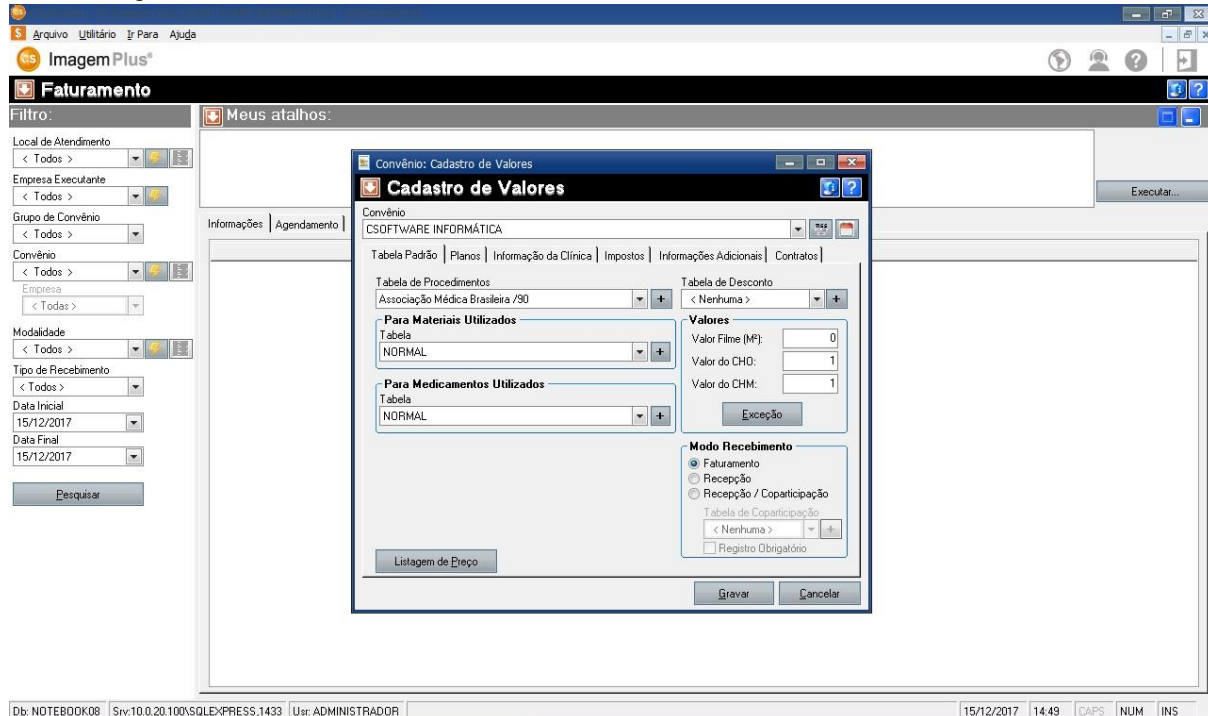 Arquivo Utilitário Ir Para Ajuda
ImagemPlus®
Faturamento
Filtro:
Meus atalhos:
Local de Atendimento
< Todos >
Empresa Executante
< Todos >
Grupo de Convênio
< Todos >
Convênio
< Todos >
Empresa
< Todas >
Modalidade
< Todos >
Tipo de Recebimento
< Todos >
Data Inicial
15/12/2017
Data Final
15/12/2017
Pesquisar
Executar...
Informações Agendamento
Convênio: Cadastro de Valores
Cadastro de Valores
Convênio
CSOFTWARE INFORMÁTICA
Tabela Padrão Planos Informação da Clínica Impostos Informações Adicionais Contratos
Tabela de Procedimentos
Associação Médica Brasileira /90
Tabela de Desconto
< Nenhuma >
Para Materiais Utilizados
Tabela
NORMAL
Para Medicamentos Utilizados
Tabela
NORMAL
Valores
Valor Filme (M²): 0
Valor do CHO: 1
Valor do CHM: 1
Exceção
Modo Recebimento
Faturamento
Recepção
Recepção / Coparticipação
Tabela de Coparticipação
< Nenhuma >
Registro Obrigatório
Listagem de Preço
Gravar Cancelar
Db: NOTEBOOK08 Srv:10.0.20.100\SQLEXPRESS,1433 Usr: ADMINISTRADOR 15/12/2017 14:49 CAPS NUM INS